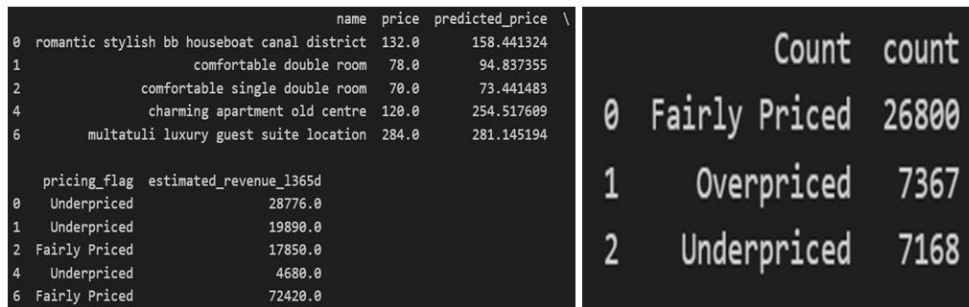 name price predicted_price \
0 romantic stylish bb houseboat canal district 132.0 158.441324
1 comfortable double room 78.0 94.837355
2 comfortable single double room 70.0 73.441483
4 charming apartment old centre 120.0 254.517609
6 multatuli luxury guest suite location 284.0 281.145194
pricing_flag estimated_revenue_l365d
0 Underpriced 28776.0
1 Underpriced 19890.0
2 Fairly Priced 17850.0
4 Underpriced 4680.0
6 Fairly Priced 72420.0
Count count
0 Fairly Priced 26800
1 Overpriced 7367
2 Underpriced 7168